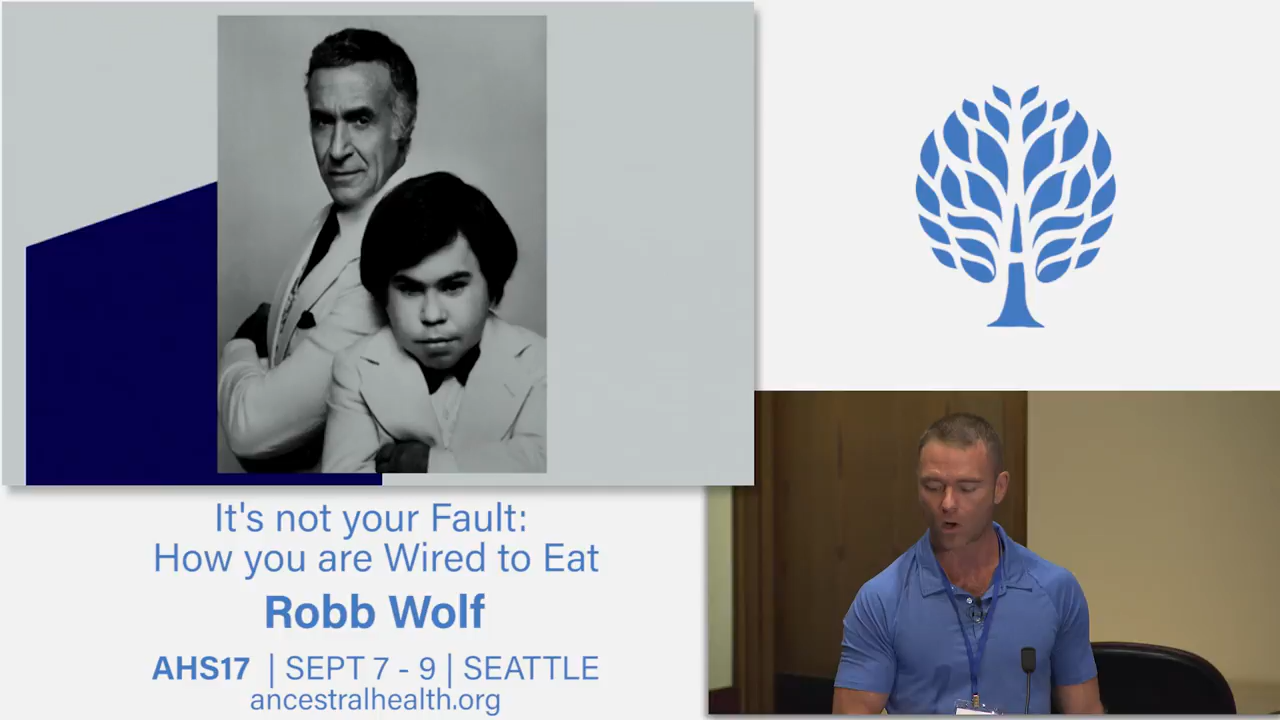 It's not your Fault:
How you are Wired to Eat
Robb Wolf
AHS17 | SEPT 7 - 9 | SEATTLE
ancestralhealth.org